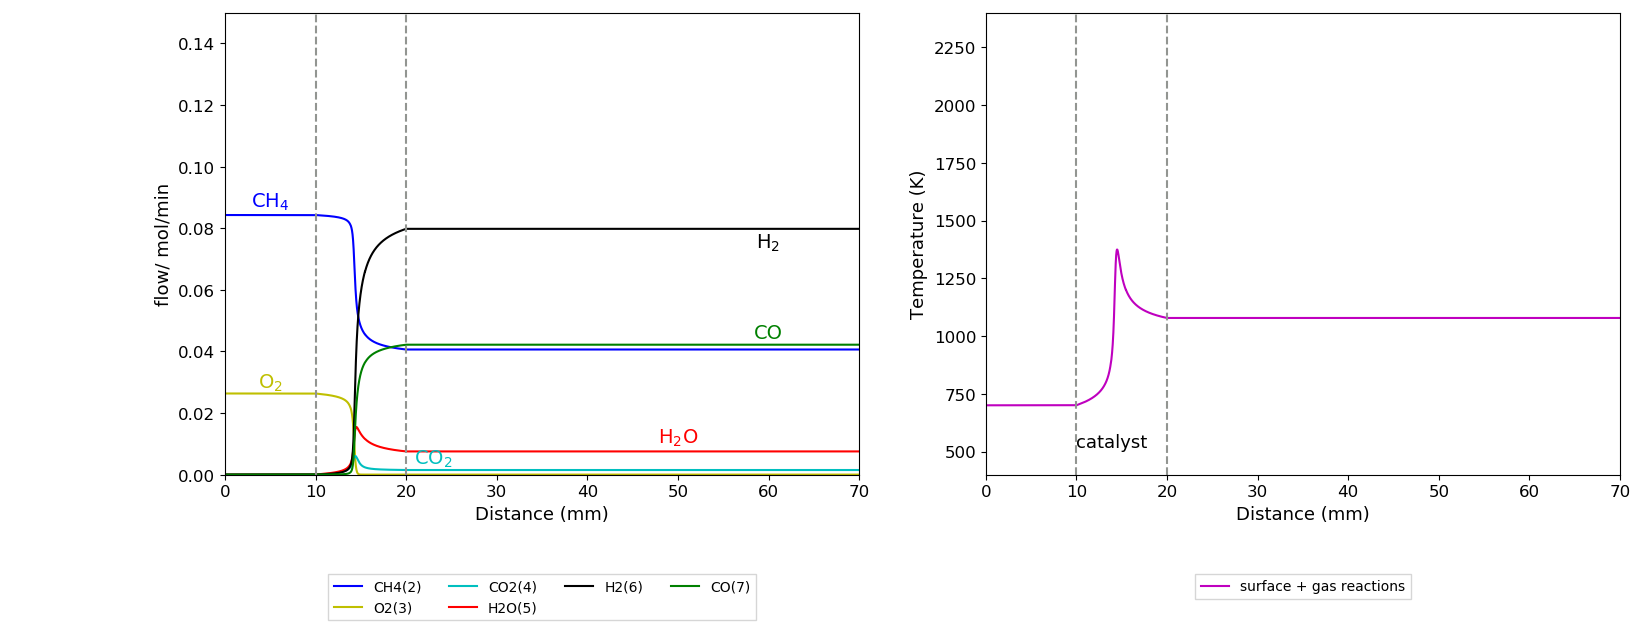 0.14
0.12
0.10
0.08
0.06
0.04
0.02
0.00
flow/ mol/min
CH₄
O₂
H₂
CO
H₂O
CO₂
0 10 20 30 40 50 60 70
Distance (mm)
CH4(2) CO2(4) H2(6) CO(7)
O2(3) H2O(5)
2250
2000
1750
1500
1250
1000
750
500
Temperature (K)
catalyst
0 10 20 30 40 50 60 70
Distance (mm)
surface + gas reactions